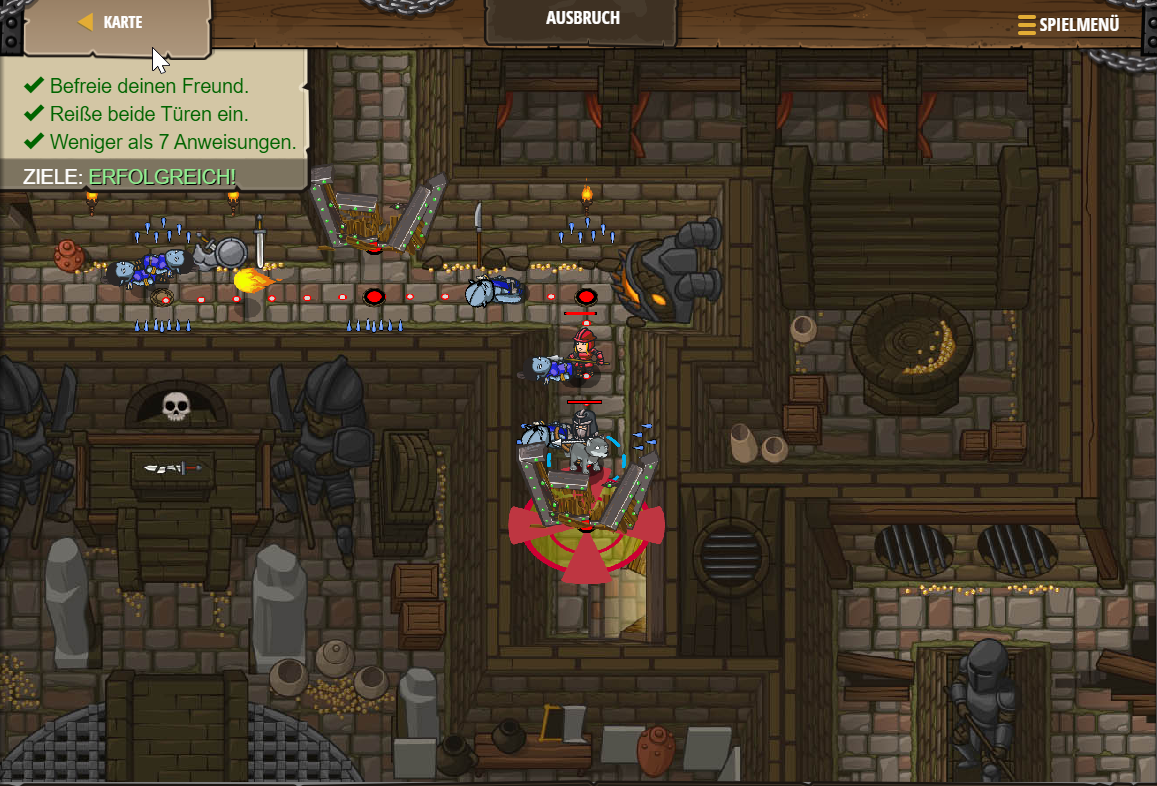 KARTE
AUSBRUCH
SPIELMENÜ
Befreie deinen Freund.
Reiße beide Türen ein.
Weniger als 7 Anweisungen.
ZIELE: ERFOLGREICH!